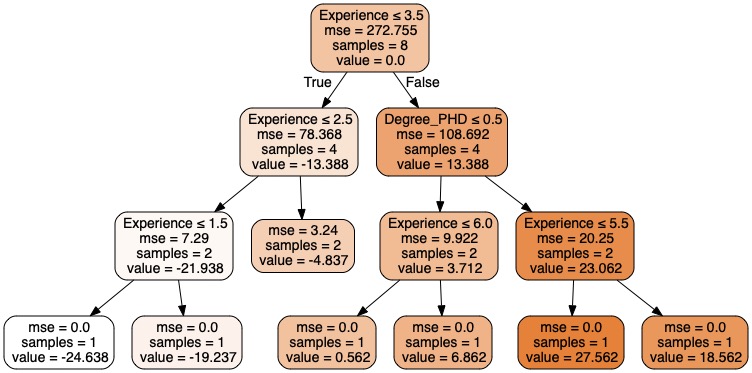 Experience ≤ 3.5
mse = 272.755
samples = 8
value = 0.0
True
False
Experience ≤ 2.5
mse = 78.368
samples = 4
value = -13.388
Degree_PHD ≤ 0.5
mse = 108.692
samples = 4
value = 13.388
Experience ≤ 1.5
mse = 7.29
samples = 2
value = -21.938
mse = 3.24
samples = 2
value = -4.837
Experience ≤ 6.0
mse = 9.922
samples = 2
value = 3.712
Experience ≤ 5.5
mse = 20.25
samples = 2
value = 23.062
mse = 0.0
samples = 1
value = -24.638
mse = 0.0
samples = 1
value = -19.237
mse = 0.0
samples = 1
value = 0.562
mse = 0.0
samples = 1
value = 6.862
mse = 0.0
samples = 1
value = 27.562
mse = 0.0
samples = 1
value = 18.562